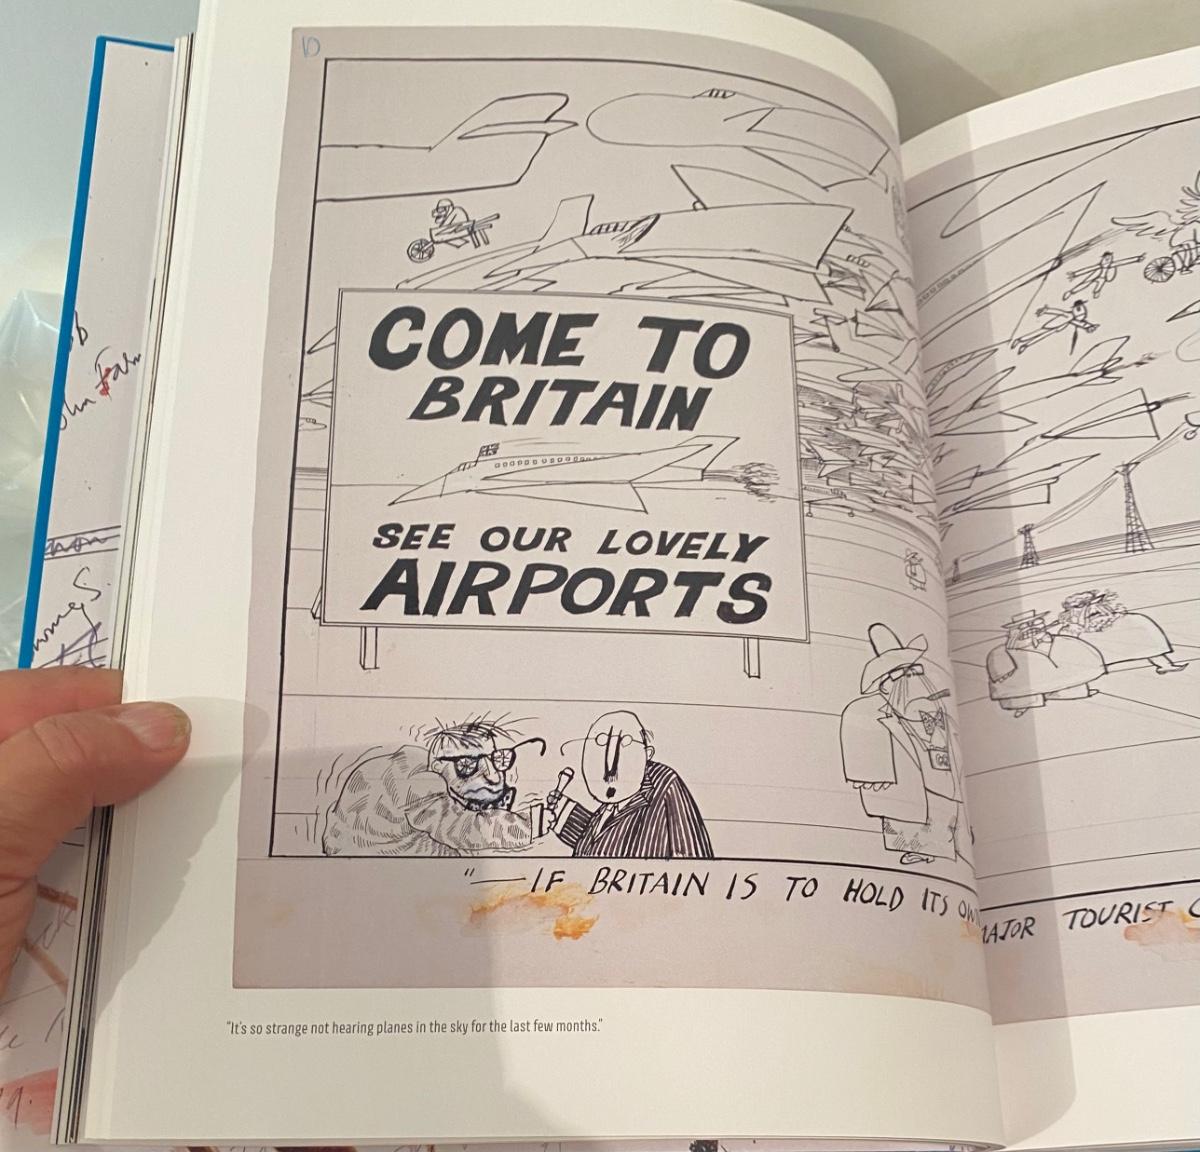 COME TO
BRITAIN
SEE OUR LOVELY
AIRPORTS
"— IF BRITAIN IS TO HOLD ITS
MAJOR TOURIST
"It's so strange not hearing planes in the sky for the last few months."